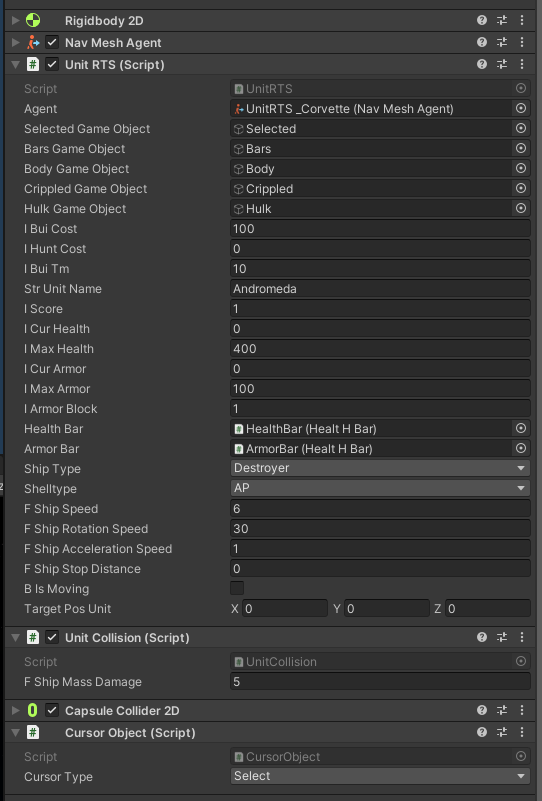 Rigidbody 2D
Nav Mesh Agent
Unit RTS (Script)
Script UnitRTS
Agent UnitRTS _Corvette (Nav Mesh Agent)
Selected Game Object Selected
Bars Game Object Bars
Body Game Object Body
Crippled Game Object Crippled
Hulk Game Object Hulk
I Bui Cost 100
I Hunt Cost 0
I Bui Tm 10
Str Unit Name Andromeda
I Score 1
I Cur Health 0
I Max Health 400
I Cur Armor 0
I Max Armor 100
I Armor Block 1
Health Bar HealthBar (Healt H Bar)
Armor Bar ArmorBar (Healt H Bar)
Ship Type Destroyer
Shelltype AP
F Ship Speed 6
F Ship Rotation Speed 30
F Ship Acceleration Speed 1
F Ship Stop Distance 0
B Is Moving
Target Pos Unit X 0 Y 0 Z 0
Unit Collision (Script)
Script UnitCollision
F Ship Mass Damage 5
Capsule Collider 2D
Cursor Object (Script)
Script CursorObject
Cursor Type Select